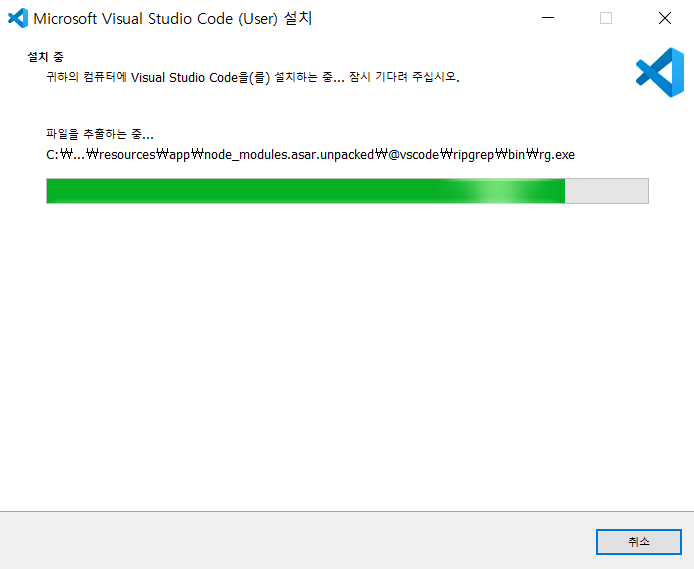 Microsoft Visual Studio Code (User) 설치
설치 중
귀하의 컴퓨터에 Visual Studio Code을(를) 설치하는 중... 잠시 기다려 주십시오.
파일을 추출하는 중...
C:₩...₩resources₩app₩node_modules.asar.unpacked₩@vscode₩ripgrep₩bin₩rg.exe
취소